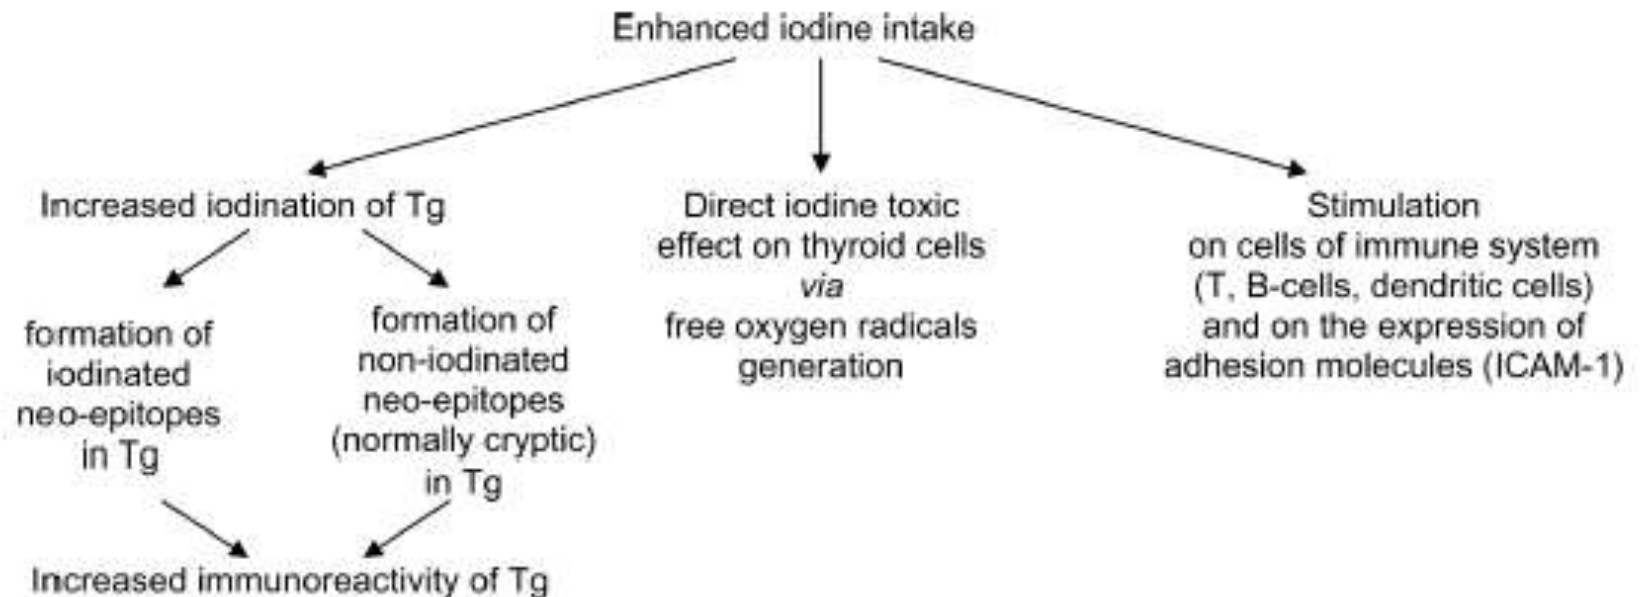 Enhanced iodine intake
Increased iodination of Tg
Direct iodine toxic
effect on thyroid cells
via
free oxygen radicals
generation
Stimulation
on cells of immune system
(T, B-cells, dendritic cells)
and on the expression of
adhesion molecules (ICAM-1)
formation of
iodinated
neo-epitopes
in Tg
formation of
non-iodinated
neo-epitopes
(normally cryptic)
in Tg
Increased immunoreactivity of Tg